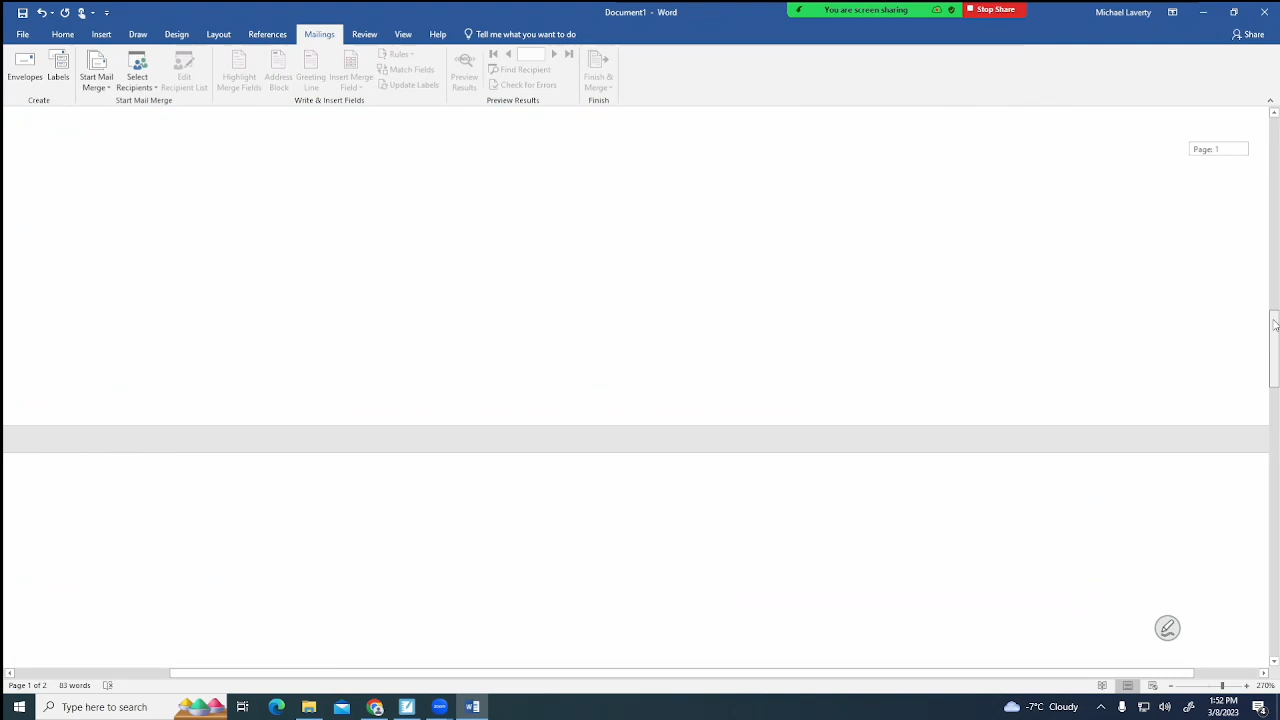 Document1 - Word
You are screen sharing
Stop Share
Michael Laverty
File Home Insert Draw Design Layout References Mailings Review View Help Tell me what you want to do
Share
Envelopes
Labels
Create
Start Mail
Merge
Select
Recipients
Edit
Recipient List
Start Mail Merge
Highlight
Merge Fields
Address
Block
Greeting
Line
Insert Merge
Field
Rules
Match Fields
Update Labels
Write & Insert Fields
Preview
Results
Find Recipient
Check for Errors
Preview Results
Finish &
Merge
Finish
Page: 1
Page 1 of 2 83 words
270%
Type here to search
zoom
7°C Cloudy
1:52 PM